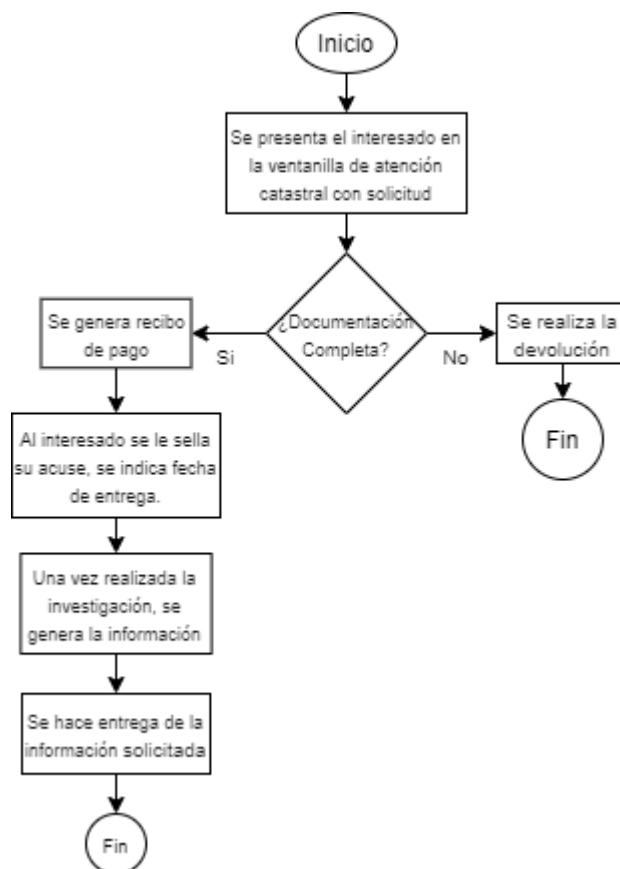 Inicio
Se presenta el interesado en
la ventanilla de atención
catastral con solicitud
¿Documentación
Completa?
Si
No
Se genera recibo
de pago
Se realiza la
devolución
Fin
Al interesado se le sella
su acuse, se indica fecha
de entrega.
Una vez realizada la
investigación, se
genera la información
Se hace entrega de la
información solicitada
Fin